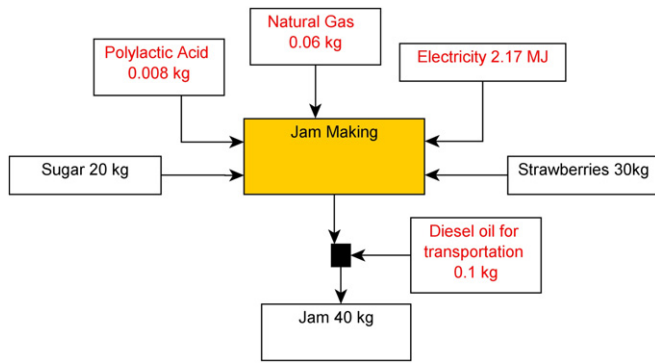 Natural Gas
0.06 kg
Polylactic Acid
0.008 kg
Electricity 2.17 MJ
Jam Making
Sugar 20 kg
Strawberries 30kg
Diesel oil for
transportation
0.1 kg
Jam 40 kg